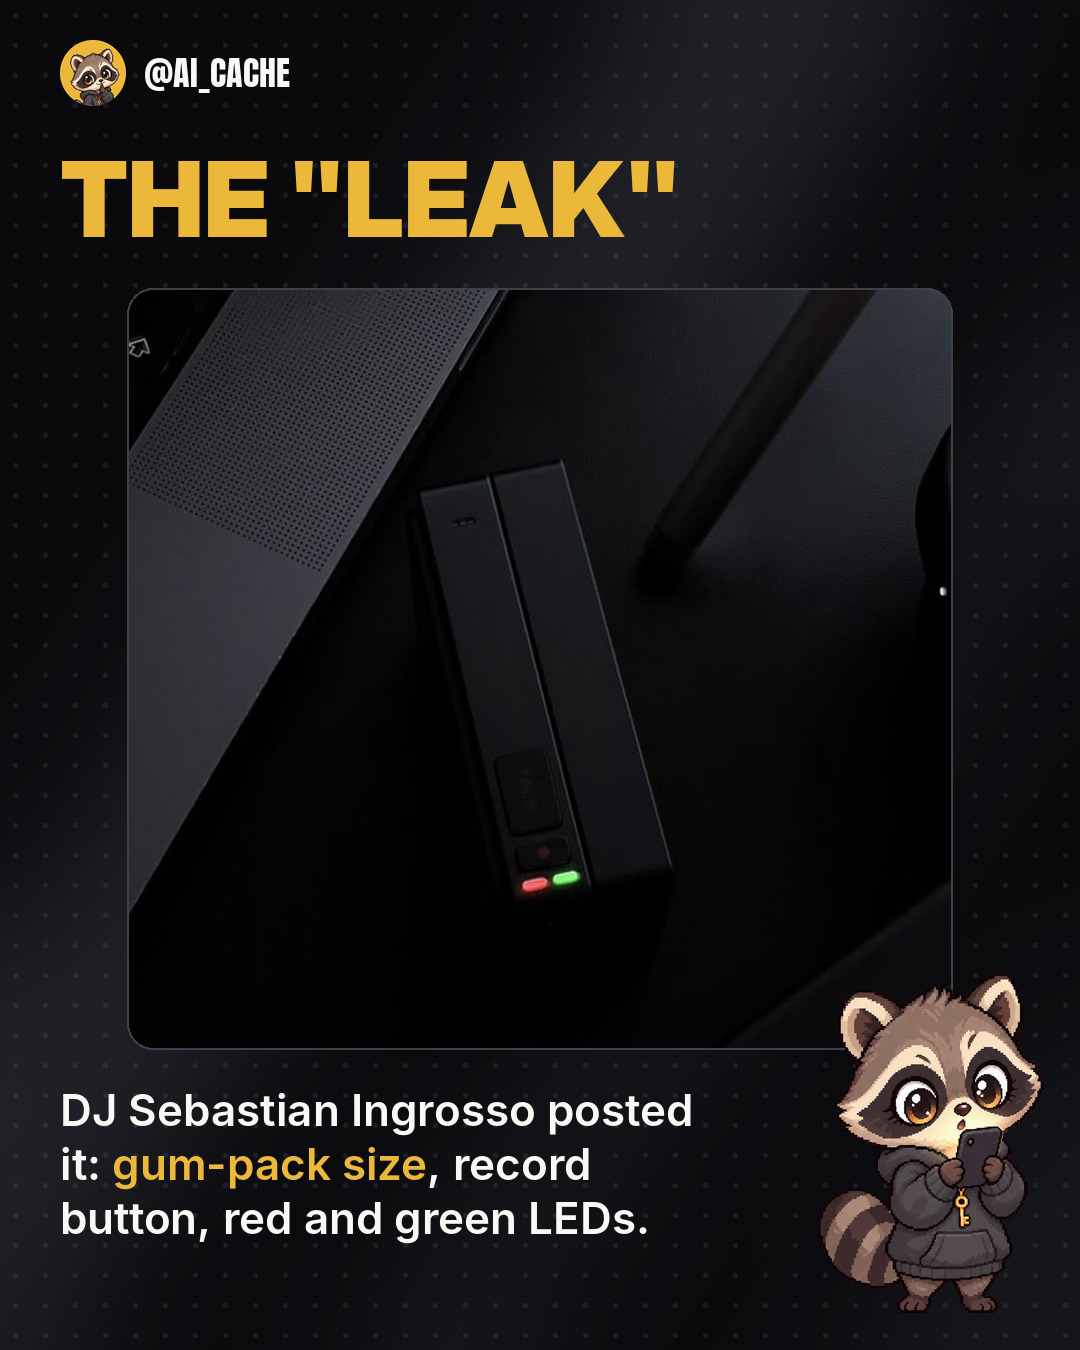 @AI_CACHE
THE "LEAK"
DJ Sebastian Ingrosso posted
it: gum-pack size, record
button, red and green LEDs.